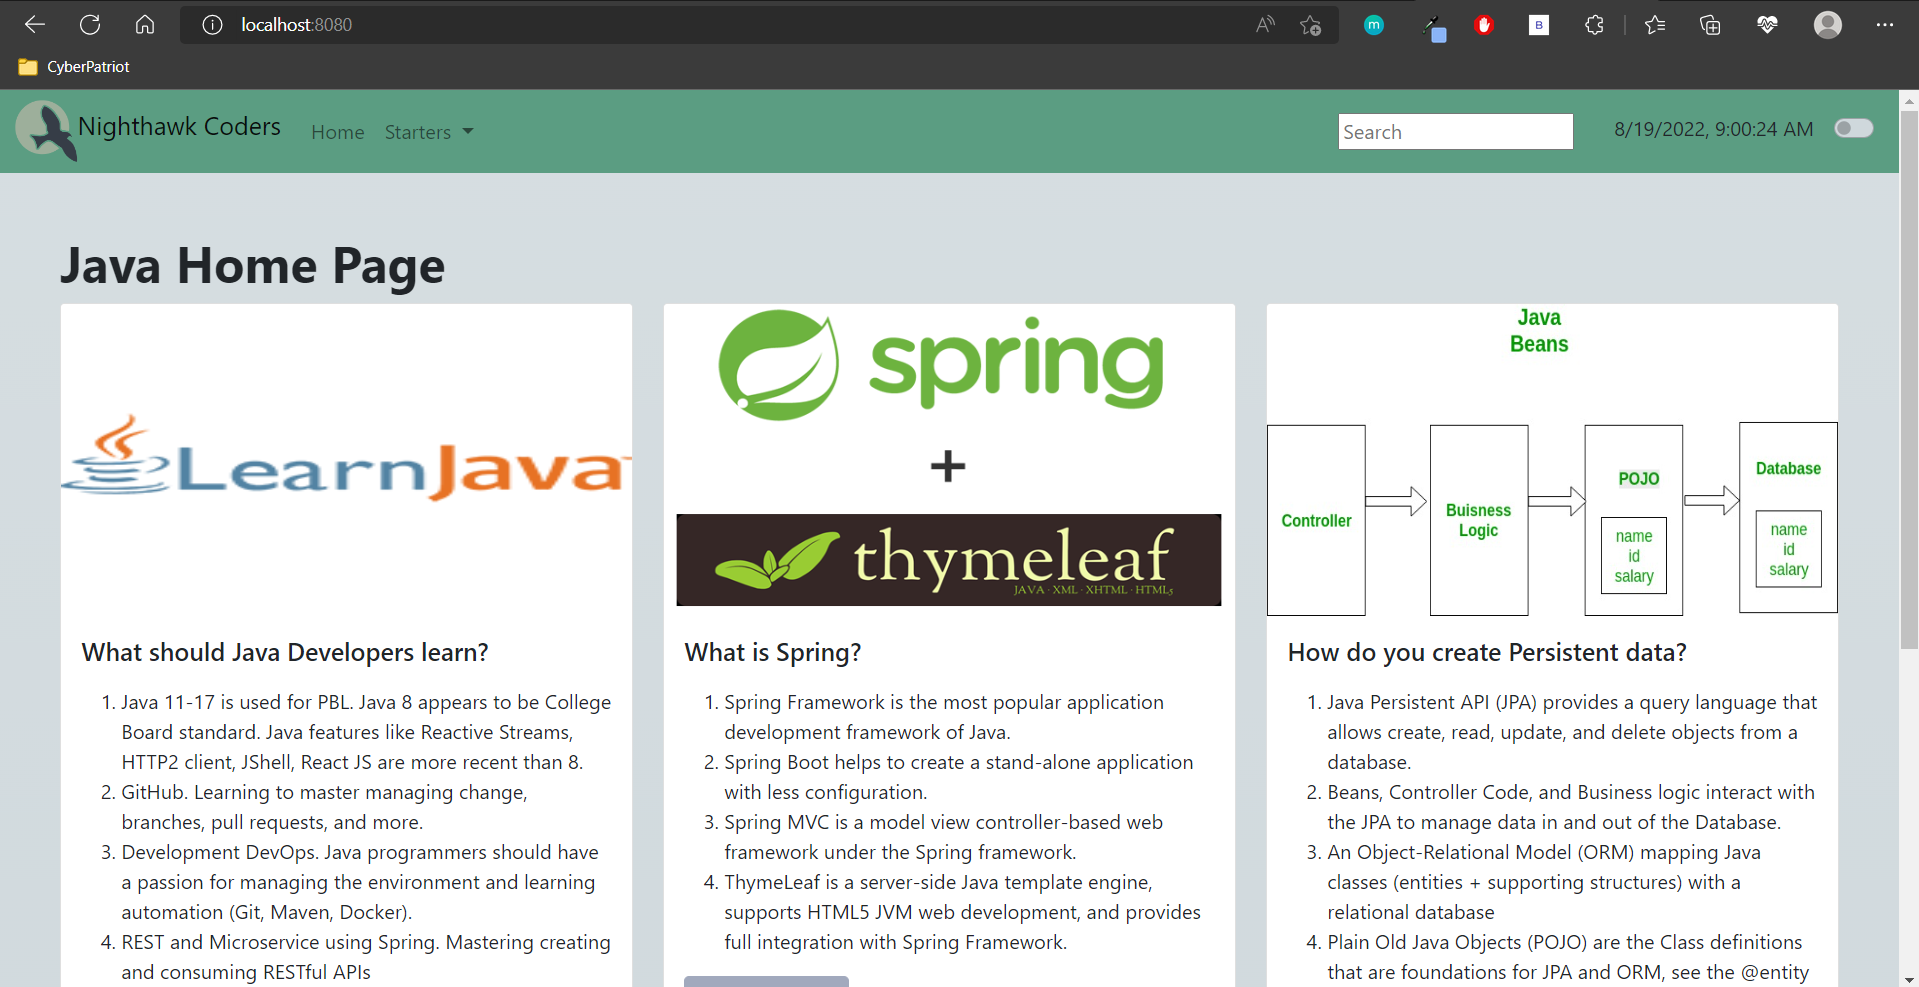 localhost:8080
CyberPatriot
Nighthawk Coders
Home
Starters
Search
8/19/2022, 9:00:24 AM
Java Home Page
LearnJava
What should Java Developers learn?
1. Java 11-17 is used for PBL. Java 8 appears to be College
Board standard. Java features like Reactive Streams,
HTTP2 client, JShell, React JS are more recent than 8.
2. GitHub. Learning to master managing change,
branches, pull requests, and more.
3. Development DevOps. Java programmers should have
a passion for managing the environment and learning
automation (Git, Maven, Docker).
4. REST and Microservice using Spring. Mastering creating
and consuming RESTful APIs
spring
+
thymeleaf
JAVA · XML · XHTML · HTML5
What is Spring?
1. Spring Framework is the most popular application
development framework of Java.
2. Spring Boot helps to create a stand-alone application
with less configuration.
3. Spring MVC is a model view controller-based web
framework under the Spring framework.
4. ThymeLeaf is a server-side Java template engine,
supports HTML5 JVM web development, and provides
full integration with Spring Framework.
Java
Beans
Controller
Buisness
Logic
POJO
name
id
salary
Database
name
id
salary
How do you create Persistent data?
1. Java Persistent API (JPA) provides a query language that
allows create, read, update, and delete objects from a
database.
2. Beans, Controller Code, and Business logic interact with
the JPA to manage data in and out of the Database.
3. An Object-Relational Model (ORM) mapping Java
classes (entities + supporting structures) with a
relational database
4. Plain Old Java Objects (POJO) are the Class definitions
that are foundations for JPA and ORM, see the @entity